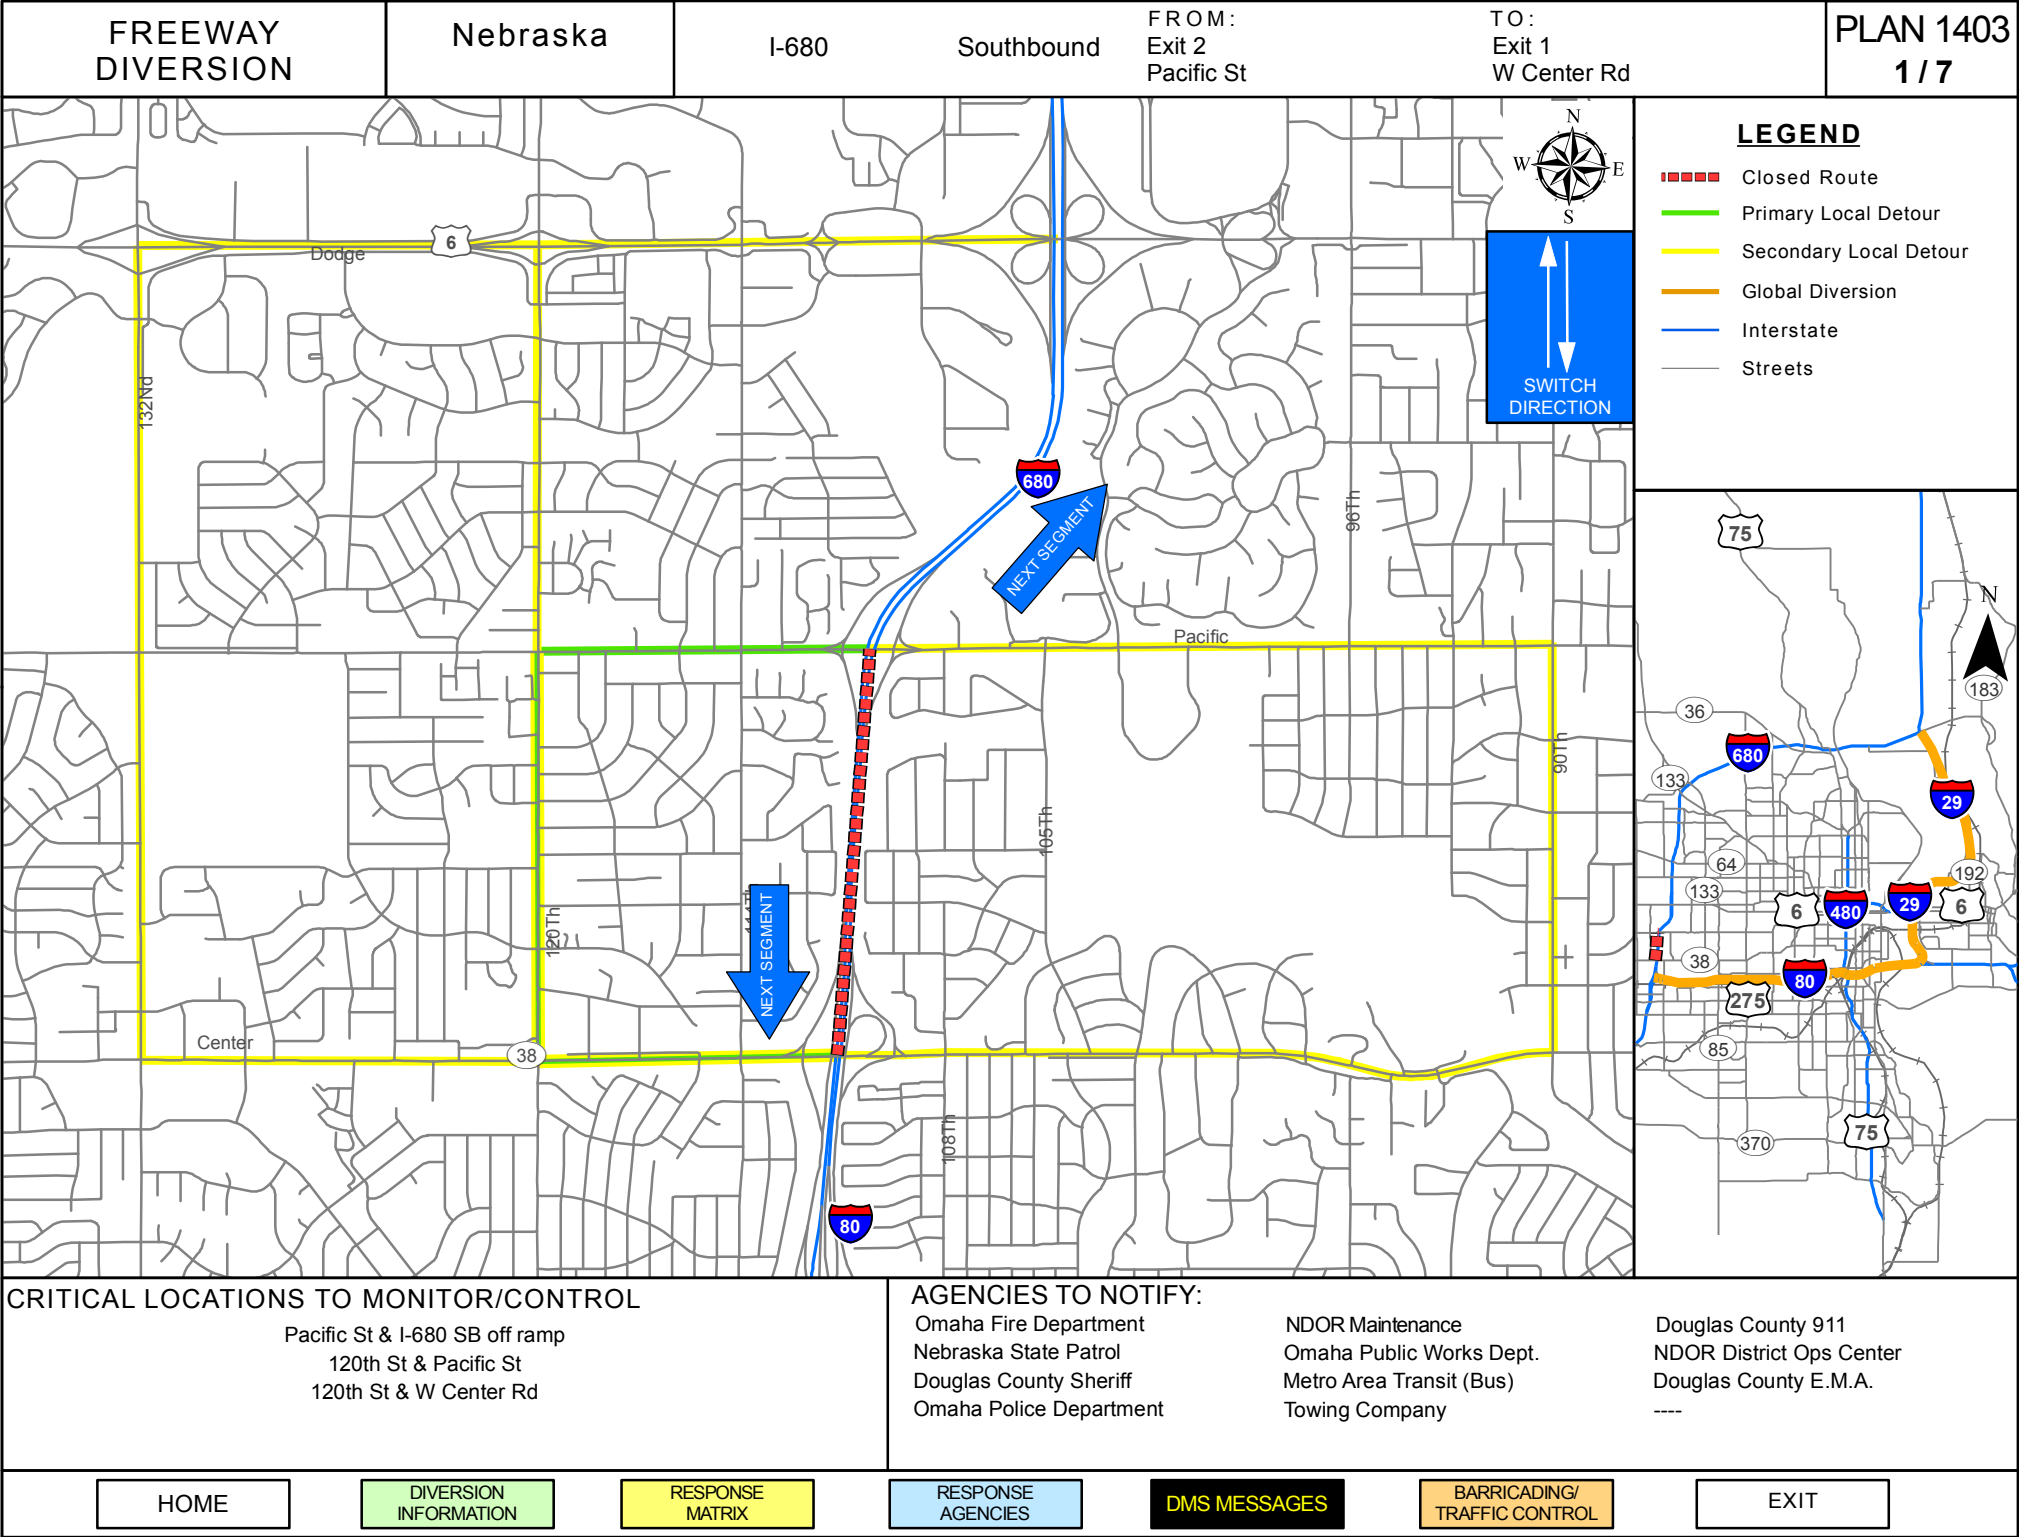 FREEWAY
DIVERSION
Nebraska
I-680
Southbound
FROM:
Exit 2
Pacific St
TO:
Exit 1
W Center Rd
PLAN 1403
1 / 7
N
W
E
S
SWITCH
DIRECTION
6
Dodge
132Nd
680
NEXT SEGMENT
96Th
Pacific
90Th
105Th
120Th
NEXT SEGMENT
Center
38
108Th
80
LEGEND
Closed Route
Primary Local Detour
Secondary Local Detour
Global Diversion
Interstate
Streets
75
N
183
36
680
133
29
64
192
133
6
480
29
6
38
80
275
85
370
75
CRITICAL LOCATIONS TO MONITOR/CONTROL
Pacific St & I-680 SB off ramp
120th St & Pacific St
120th St & W Center Rd
AGENCIES TO NOTIFY:
Omaha Fire Department
Nebraska State Patrol
Douglas County Sheriff
Omaha Police Department
NDOR Maintenance
Omaha Public Works Dept.
Metro Area Transit (Bus)
Towing Company
Douglas County 911
NDOR District Ops Center
Douglas County E.M.A.
----
HOME
DIVERSION
INFORMATION
RESPONSE
MATRIX
RESPONSE
AGENCIES
DMS MESSAGES
BARRICADING/
TRAFFIC CONTROL
EXIT